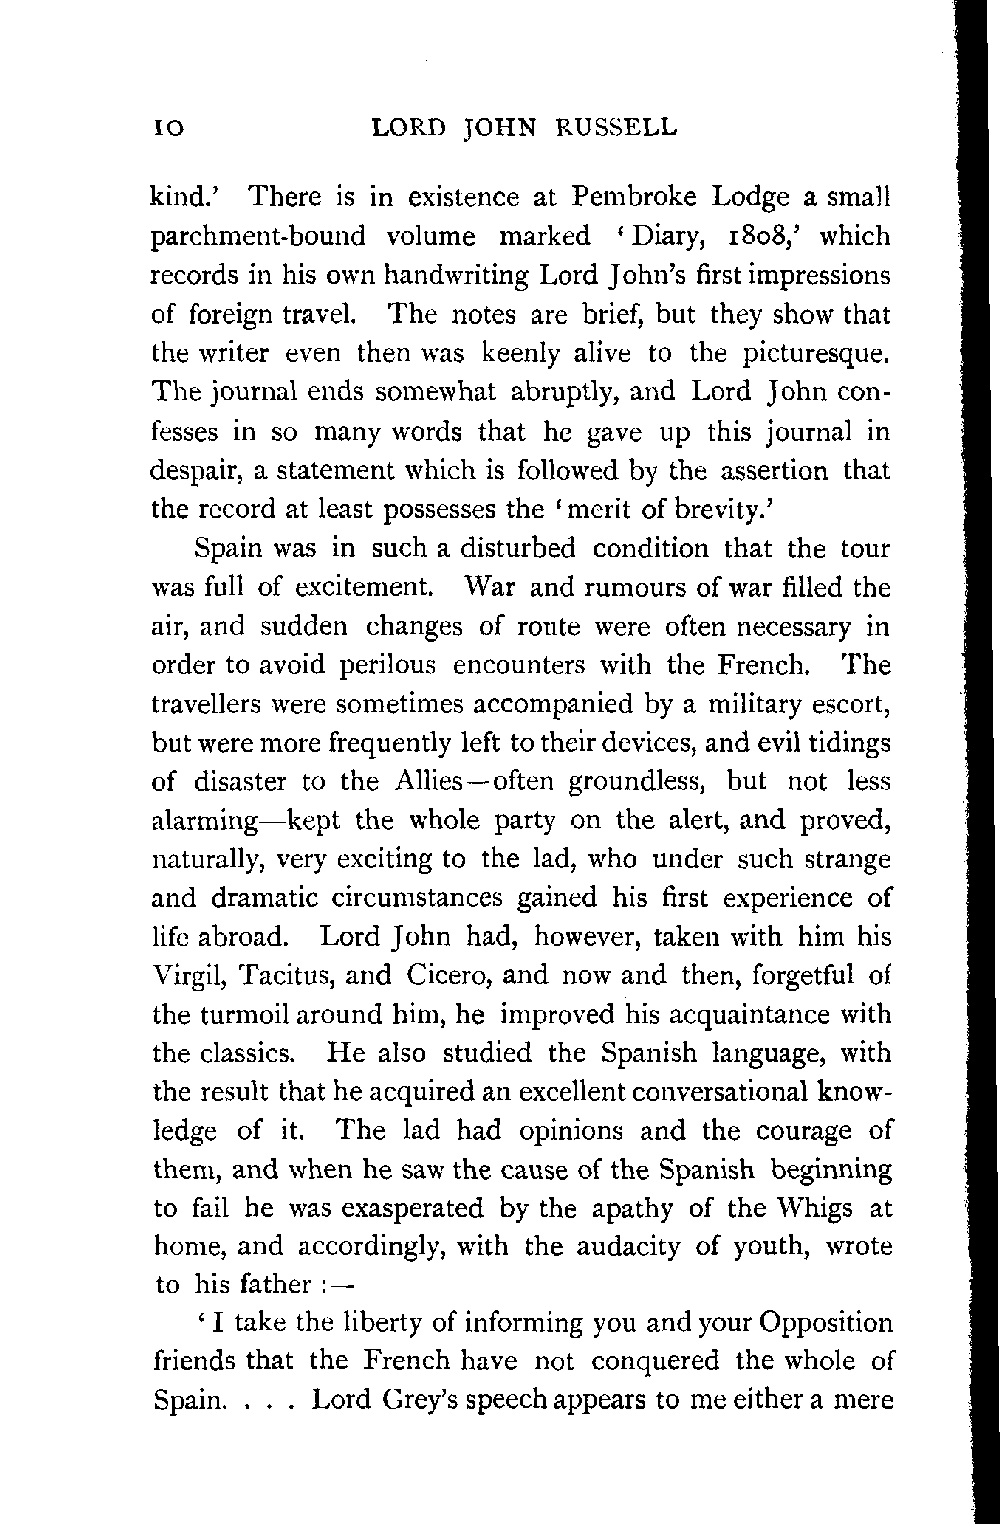 10 LORD JOHN RUSSELL
kind.' There is in existence at Pembroke Lodge a small
parchment-bound volume marked 'Diary, 1808,' which
records in his own handwriting Lord John's first impressions
of foreign travel. The notes are brief, but they show that
the writer even then was keenly alive to the picturesque.
The journal ends somewhat abruptly, and Lord John con-
fesses in so many words that he gave up this journal in
despair, a statement which is followed by the assertion that
the record at least possesses the 'merit of brevity.'
Spain was in such a disturbed condition that the tour
was full of excitement. War and rumours of war filled the
air, and sudden changes of route were often necessary in
order to avoid perilous encounters with the French. The
travellers were sometimes accompanied by a military escort,
but were more frequently left to their devices, and evil tidings
of disaster to the Allies—often groundless, but not less
alarming—kept the whole party on the alert, and proved,
naturally, very exciting to the lad, who under such strange
and dramatic circumstances gained his first experience of
life abroad. Lord John had, however, taken with him his
Virgil, Tacitus, and Cicero, and now and then, forgetful of
the turmoil around him, he improved his acquaintance with
the classics. He also studied the Spanish language, with
the result that he acquired an excellent conversational know-
ledge of it. The lad had opinions and the courage of
them, and when he saw the cause of the Spanish beginning
to fail he was exasperated by the apathy of the Whigs at
home, and accordingly, with the audacity of youth, wrote
to his father :—
'I take the liberty of informing you and your Opposition
friends that the French have not conquered the whole of
Spain. . . . Lord Grey's speech appears to me either a mere